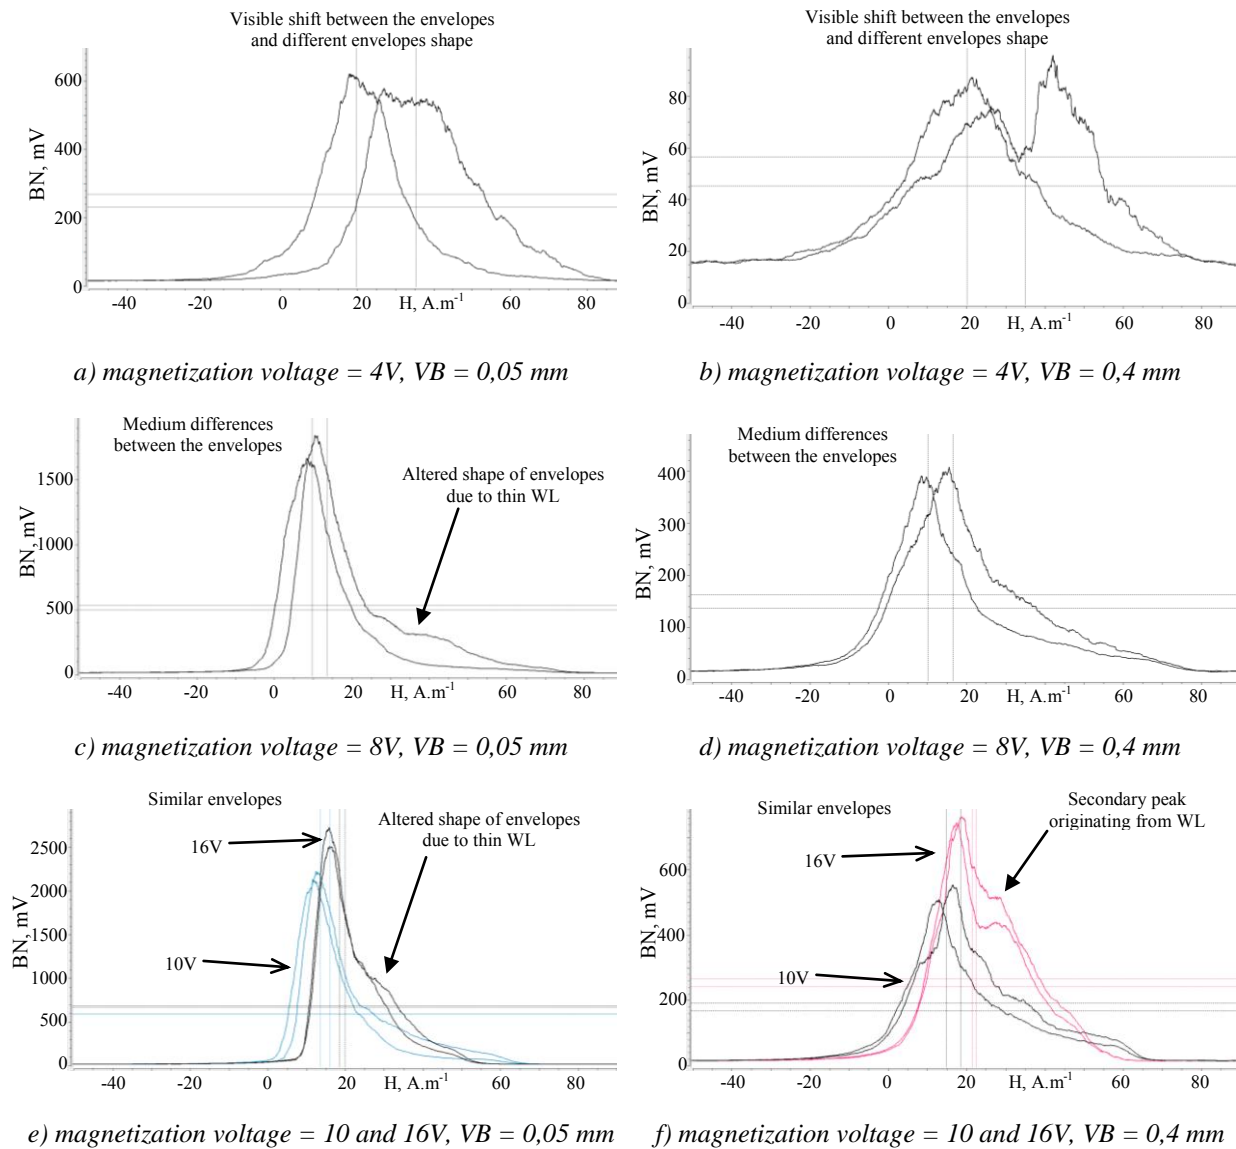 Visible shift between the envelopes
and different envelopes shape
BN, mV
600
400
200
0
-40
-20
0
20
H, A.m-1
60
80
a) magnetization voltage = 4V, VB = 0,05 mm
Visible shift between the envelopes
and different envelopes shape
BN, mV
80
60
40
20
0
-40
-20
0
20
H, A.m-1
60
80
b) magnetization voltage = 4V, VB = 0,4 mm
Medium differences
between the envelopes
Altered shape of envelopes
due to thin WL
BN, mV
1500
1000
500
0
-40
-20
0
20
H, A.m-1
60
80
c) magnetization voltage = 8V, VB = 0,05 mm
Medium differences
between the envelopes
BN, mV
400
300
200
100
0
-40
-20
0
20
H, A.m-1
60
80
d) magnetization voltage = 8V, VB = 0,4 mm
Similar envelopes
Altered shape of envelopes
due to thin WL
16V
10V
BN, mV
2500
2000
1500
1000
500
0
-40
-20
0
20
H, A.m-1
60
80
e) magnetization voltage = 10 and 16V, VB = 0,05 mm
Similar envelopes
Secondary peak
originating from WL
16V
10V
BN, mV
600
400
200
0
-40
-20
0
20
H, A.m-1
60
80
f) magnetization voltage = 10 and 16V, VB = 0,4 mm